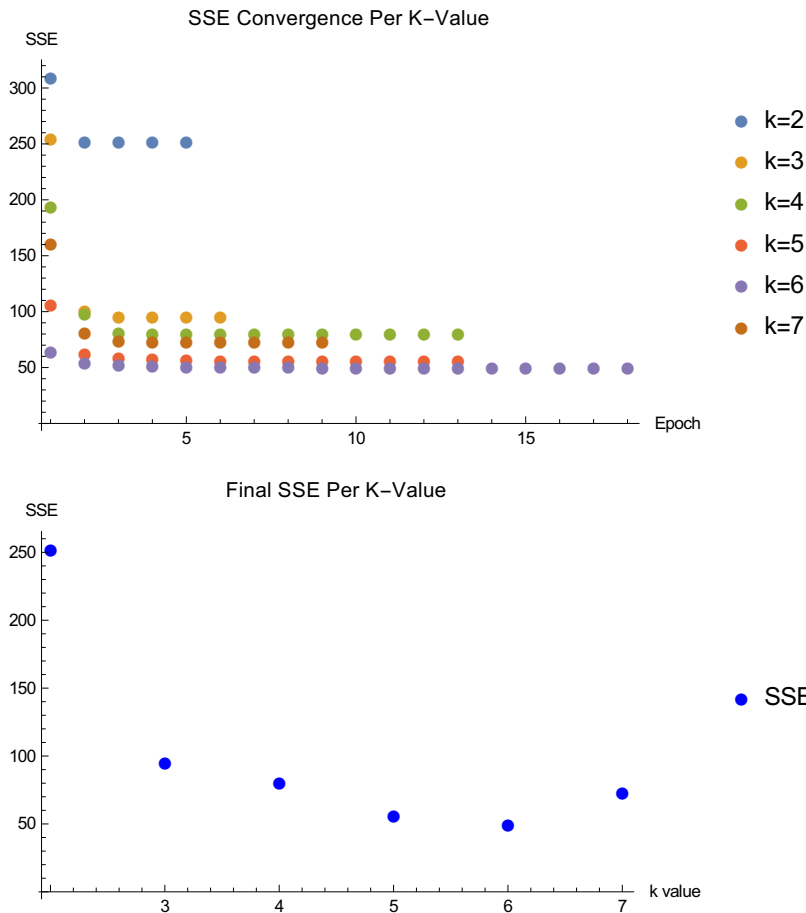 SSE Convergence Per K-Value
SSE
300
250
200
150
100
50
5
10
15
Epoch
k=2
k=3
k=4
k=5
k=6
k=7
Final SSE Per K-Value
SSE
250
200
150
100
50
3
4
5
6
7
k value
SSE